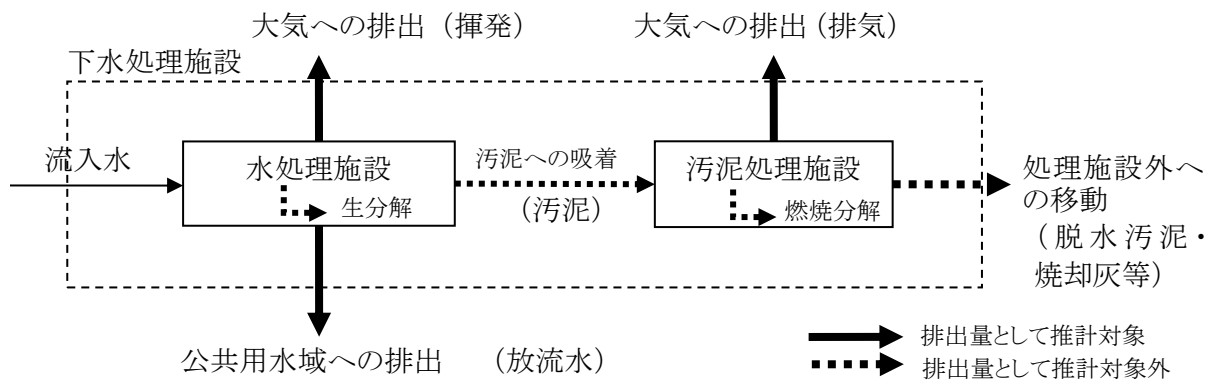 大気への排出（揮発）
大気への排出（排気）
下水処理施設
流入水
水処理施設
生分解
汚泥への吸着
（汚泥）
汚泥処理施設
燃焼分解
処理施設外へ
の移動
（脱水汚泥・
焼却灰等）
公共用水域への排出　（放流水）
排出量として推計対象
排出量として推計対象外